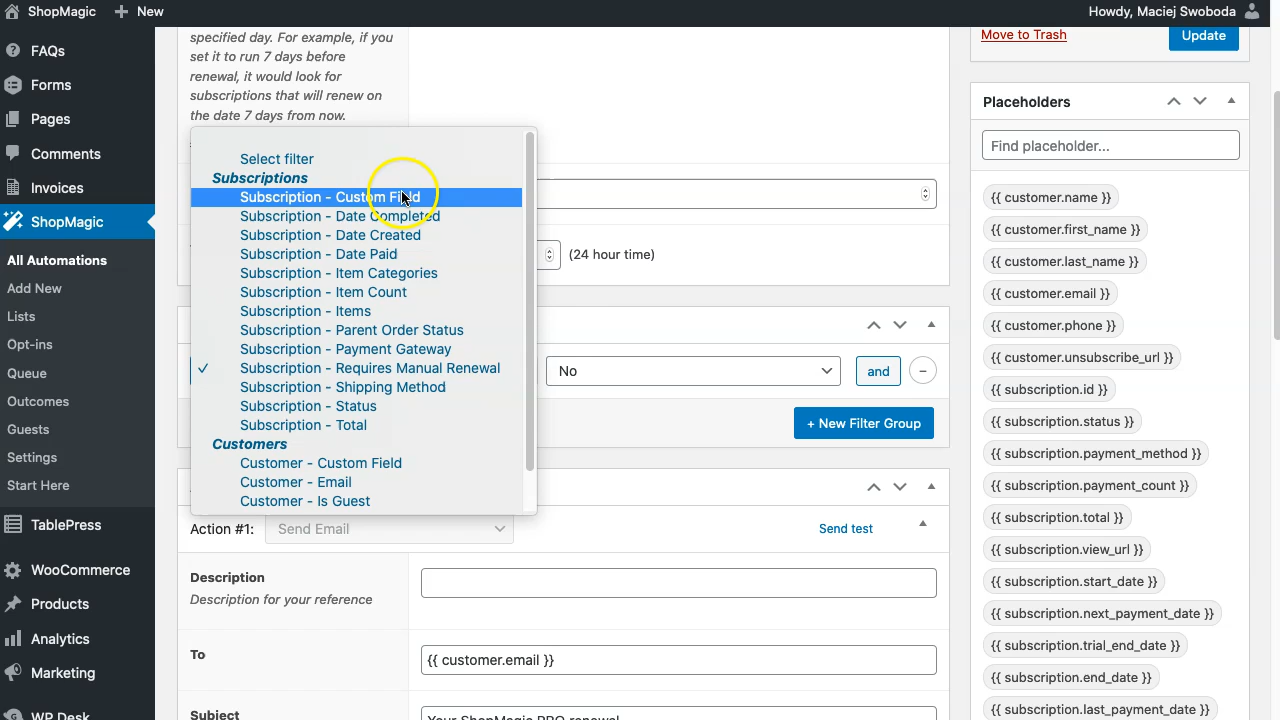 ShopMagic
New
Howdy, Maciej Swoboda
FAQs
Forms
Pages
Comments
Invoices
ShopMagic
All Automations
Add New
Lists
Opt-ins
Queue
Outcomes
Guests
Settings
Start Here
TablePress
WooCommerce
Products
Analytics
Marketing
WP Desk
specified day. For example, if you
set it to run 7 days before
renewal, it would look for
subscriptions that will renew on
the date 7 days from now.
Select filter
Subscriptions
Subscription - Custom Field
Subscription - Date Completed
Subscription - Date Created
Subscription - Date Paid
Subscription - Item Categories
Subscription - Item Count
Subscription - Items
Subscription - Parent Order Status
Subscription - Payment Gateway
Subscription - Requires Manual Renewal
Subscription - Shipping Method
Subscription - Status
Subscription - Total
Customers
Customer - Custom Field
Customer - Email
Customer - Is Guest
(24 hour time)
No
and
+ New Filter Group
Action #1:
Send Email
Send test
Description
Description for your reference
To
{{ customer.email }}
Subject
Your ShopMagic PRO renewal
Move to Trash
Update
Placeholders
Find placeholder...
{{ customer.name }}
{{ customer.first_name }}
{{ customer.last_name }}
{{ customer.email }}
{{ customer.phone }}
{{ customer.unsubscribe_url }}
{{ subscription.id }}
{{ subscription.status }}
{{ subscription.payment_method }}
{{ subscription.payment_count }}
{{ subscription.total }}
{{ subscription.view_url }}
{{ subscription.start_date }}
{{ subscription.next_payment_date }}
{{ subscription.trial_end_date }}
{{ subscription.end_date }}
{{ subscription.last_payment_date }}